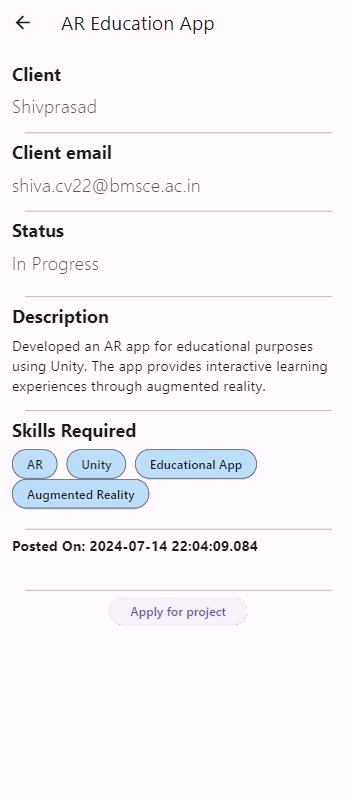 AR Education App
Client
Shivprasad
Client email
shiva.cv22@bmsce.ac.in
Status
In Progress
Description
Developed an AR app for educational purposes
using Unity. The app provides interactive learning
experiences through augmented reality.
Skills Required
AR Unity Educational App
Augmented Reality
Posted On: 2024-07-14 22:04:09.084
Apply for project